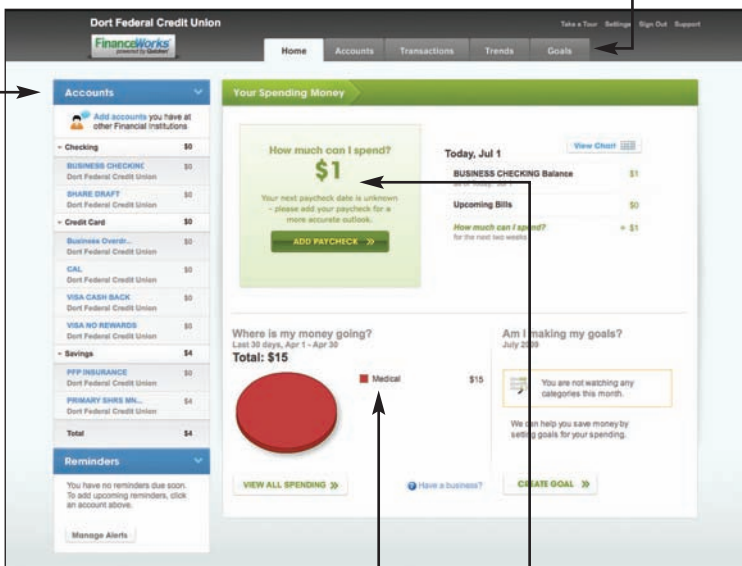 Dort Federal Credit Union
Take a Tour Settings Sign Out Support
FinanceWorks
powered by Quicken
Home Accounts Transactions Trends Goals
Accounts
Add accounts you have at
other Financial Institutions
Checking $0
BUSINESS CHECKING $0
Dort Federal Credit Union
SHARE DRAFT $0
Dort Federal Credit Union
Credit Card $0
Business Overdr... $0
Dort Federal Credit Union
CAL $0
Dort Federal Credit Union
VISA CASH BACK $0
Dort Federal Credit Union
VISA NO REWARDS $0
Dort Federal Credit Union
Savings $4
PFP INSURANCE $0
Dort Federal Credit Union
PRIMARY SHRS MN... $4
Dort Federal Credit Union
Total $4
Reminders
You have no reminders due soon.
To add upcoming reminders, click
an account above.
Manage Alerts
Your Spending Money
How much can I spend?
$1
Your next paycheck date is unknown
- please add your paycheck for a
more accurate outlook.
ADD PAYCHECK »
Today, Jul 1
View Chart
BUSINESS CHECKING Balance $1
as of Today, Jul 1
Upcoming Bills $0
How much can I spend? = $1
for the next two weeks
Where is my money going?
Last 30 days, Apr 1 - Apr 30
Total: $15
Medical $15
VIEW ALL SPENDING »
Have a business?
Am I making my goals?
July 2009
You are not watching any
categories this month.
We can help you save money by
setting goals for your spending.
CREATE GOAL »